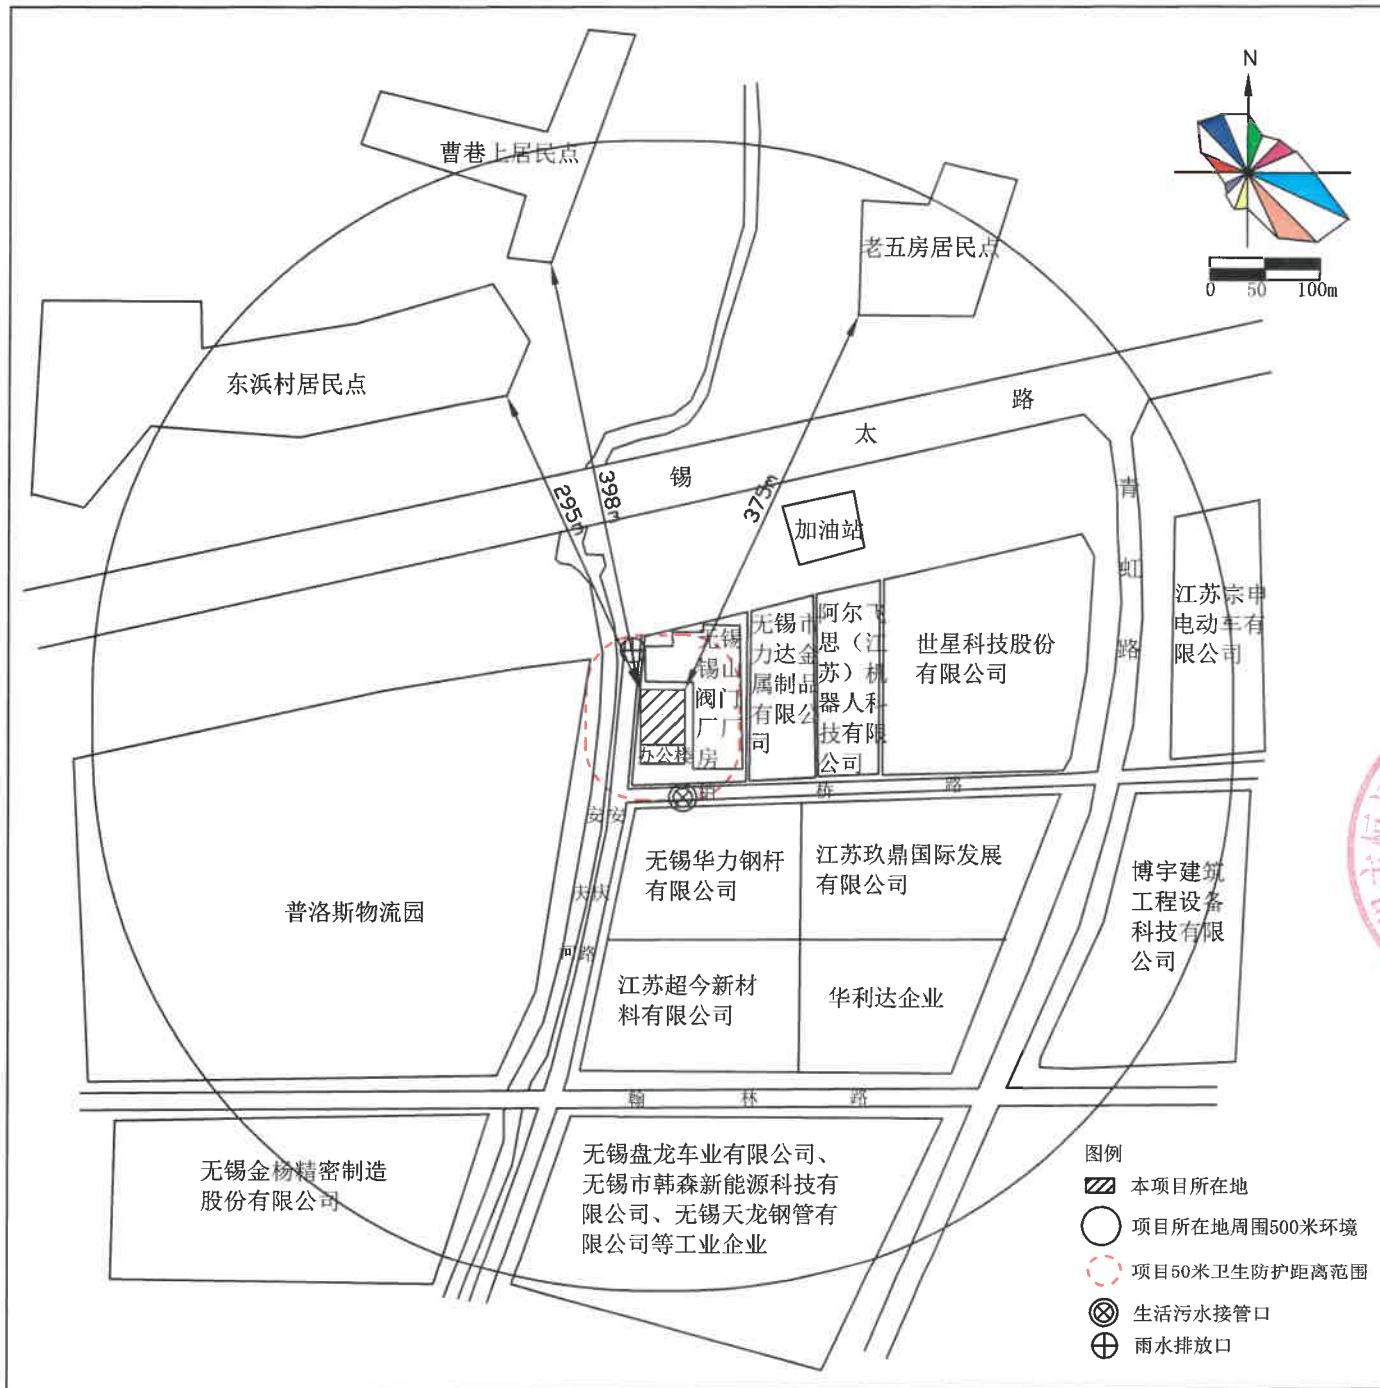 N
0 50 100m
曹巷上居民点
老五房居民点
东浜村居民点
锡太路
295m
398m
375m
加油站
青虹路
江苏宗申
电动车有
限公司
无锡
锡山
阀门
厂厂
房
办公楼
无锡市
力达金
属制品
有限公
司
阿尔飞
思（江
苏）机
器人科
技有限
公司
世星科技股份
有限公司
桥路
安庆河
安庆路
无锡华力钢杆
有限公司
江苏玖鼎国际发展
有限公司
博宇建筑
工程设备
科技有限
公司
普洛斯物流园
江苏超今新材
料有限公司
华利达企业
翰林路
无锡金杨精密制造
股份有限公司
无锡盘龙车业有限公司、
无锡市韩森新能源科技有
限公司、无锡天龙钢管有
限公司等工业企业
图例
本项目所在地
项目所在地周围500米环境
项目50米卫生防护距离范围
生活污水接管口
雨水排放口